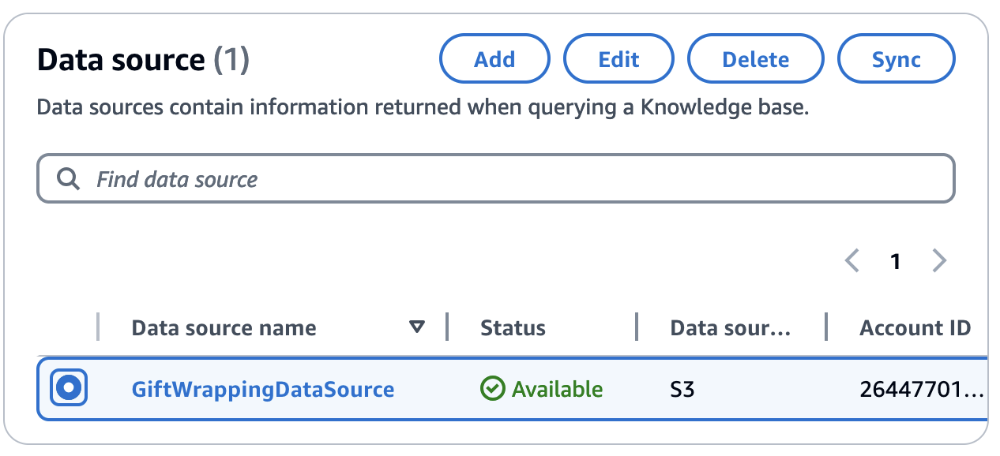 Data source (1)
Add
Edit
Delete
Sync
Data sources contain information returned when querying a Knowledge base.
Find data source
1
Data source name
Status
Data sour...
Account ID
GiftWrappingDataSource
Available
S3
26447701...